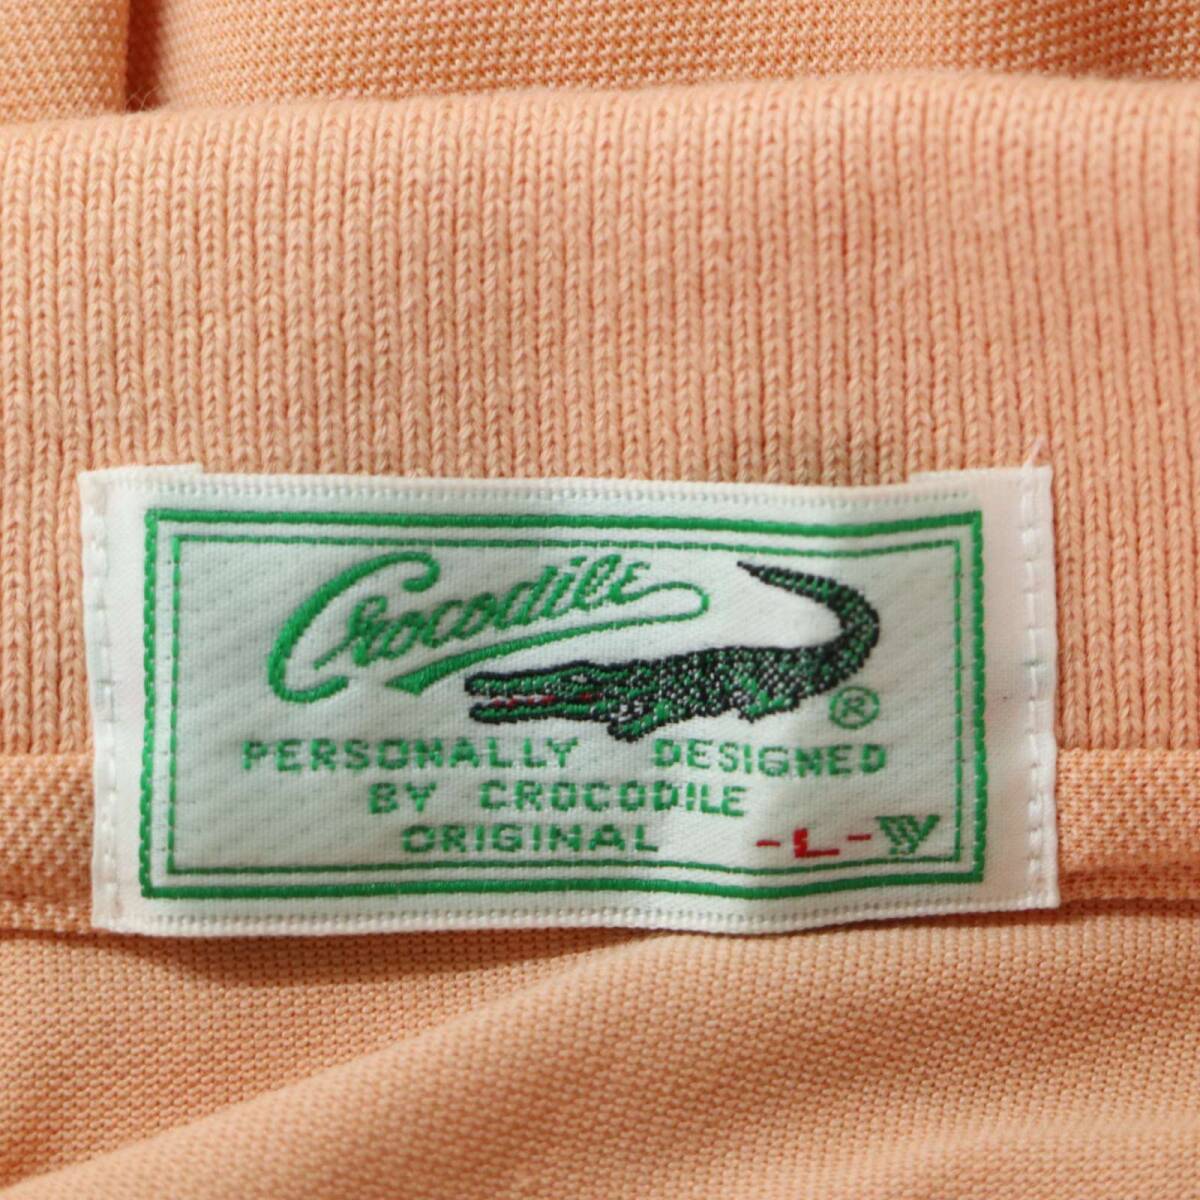 Crocodile
®
PERSONALLY DESIGNED
BY CROCODILE
ORIGINAL -L-